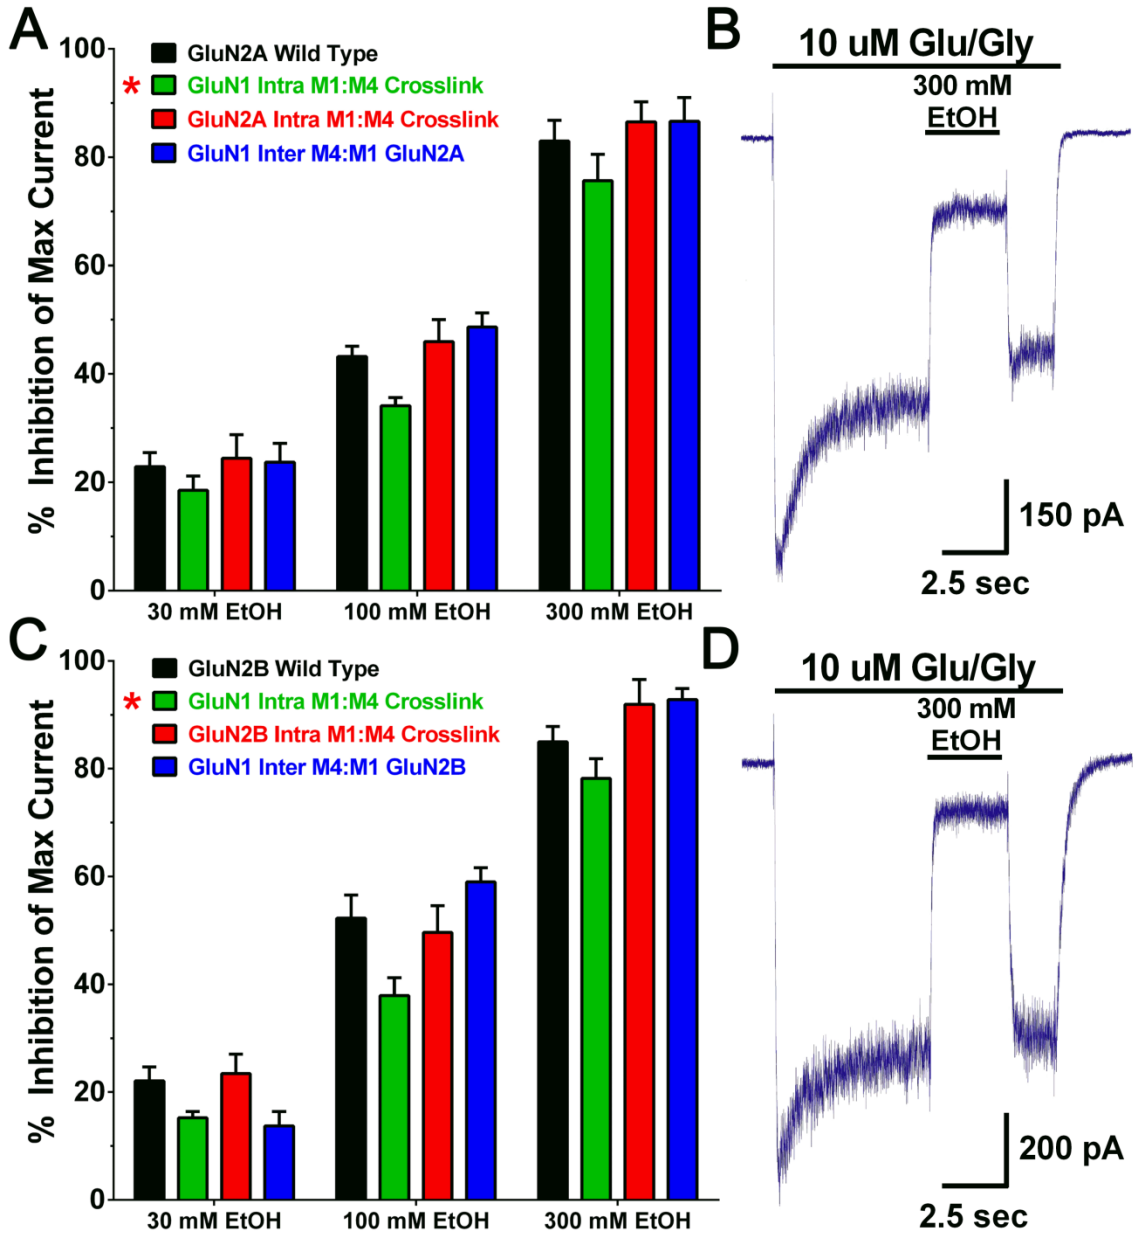 A
% Inhibition of Max Current
100
80
60
40
20
0
GluN2A Wild Type
* GluN1 Intra M1:M4 Crosslink
GluN2A Intra M1:M4 Crosslink
GluN1 Inter M4:M1 GluN2A
30 mM EtOH
100 mM EtOH
300 mM EtOH
B
10 uM Glu/Gly
300 mM
EtOH
150 pA
2.5 sec
C
% Inhibition of Max Current
100
80
60
40
20
0
GluN2B Wild Type
* GluN1 Intra M1:M4 Crosslink
GluN2B Intra M1:M4 Crosslink
GluN1 Inter M4:M1 GluN2B
30 mM EtOH
100 mM EtOH
300 mM EtOH
D
10 uM Glu/Gly
300 mM
EtOH
200 pA
2.5 sec